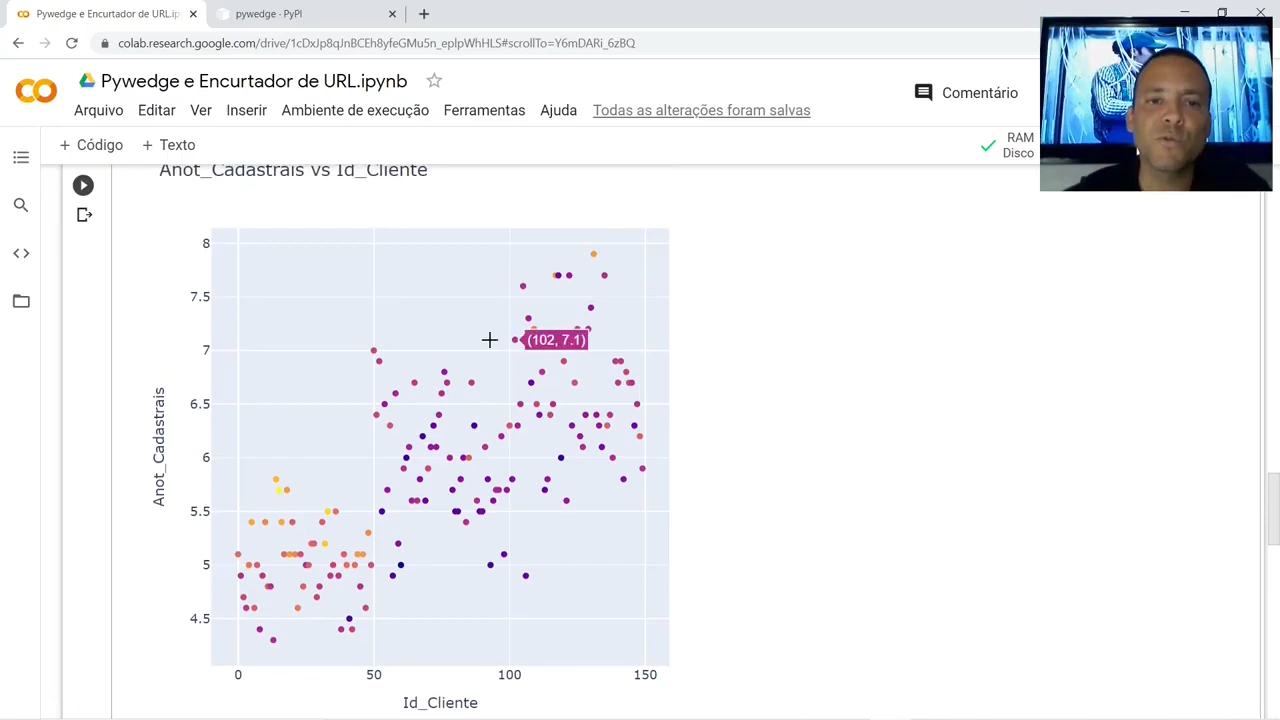 Pywedge e Encurtador de URL.ip
pywedge · PyPI
colab.research.google.com/drive/1cDxJp8qJnBCEh8yfeGMu5n_epIpWhHLS#scrollTo=Y6mDARi_6zBQ
Pywedge e Encurtador de URL.ipynb
Comentário
Arquivo Editar Ver Inserir Ambiente de execução Ferramentas Ajuda Todas as alterações foram salvas
+ Código + Texto
RAM
Disco
Anot_Cadastrais vs Id_Cliente
8
7.5
(102, 7.1)
7
6.5
6
5.5
5
4.5
Anot_Cadastrais
0 50 100 150
Id_Cliente